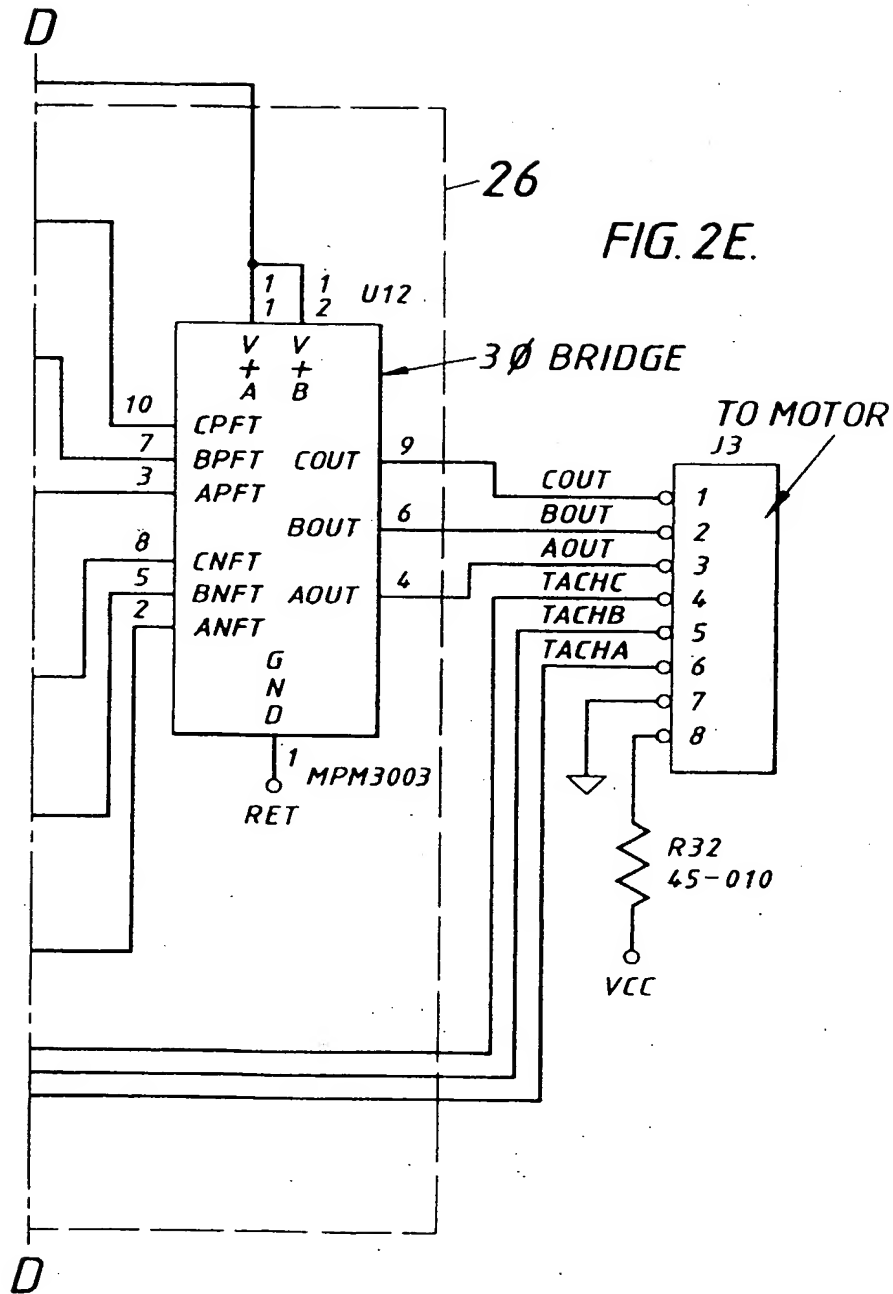 D
26
FIG. 2E.
1 1
1 2
U12
V+A V+B
3Ø BRIDGE
TO MOTOR
J3
10 CPFT
7 BPFT
3 APFT
8 CNFT
5 BNFT
2 ANFT
COUT 9
BOUT 6
AOUT 4
GND
1
MPM3003
RET
COUT 1
BOUT 2
AOUT 3
TACHC 4
TACHB 5
TACHA 6
7
8
R32
45-010
VCC
D